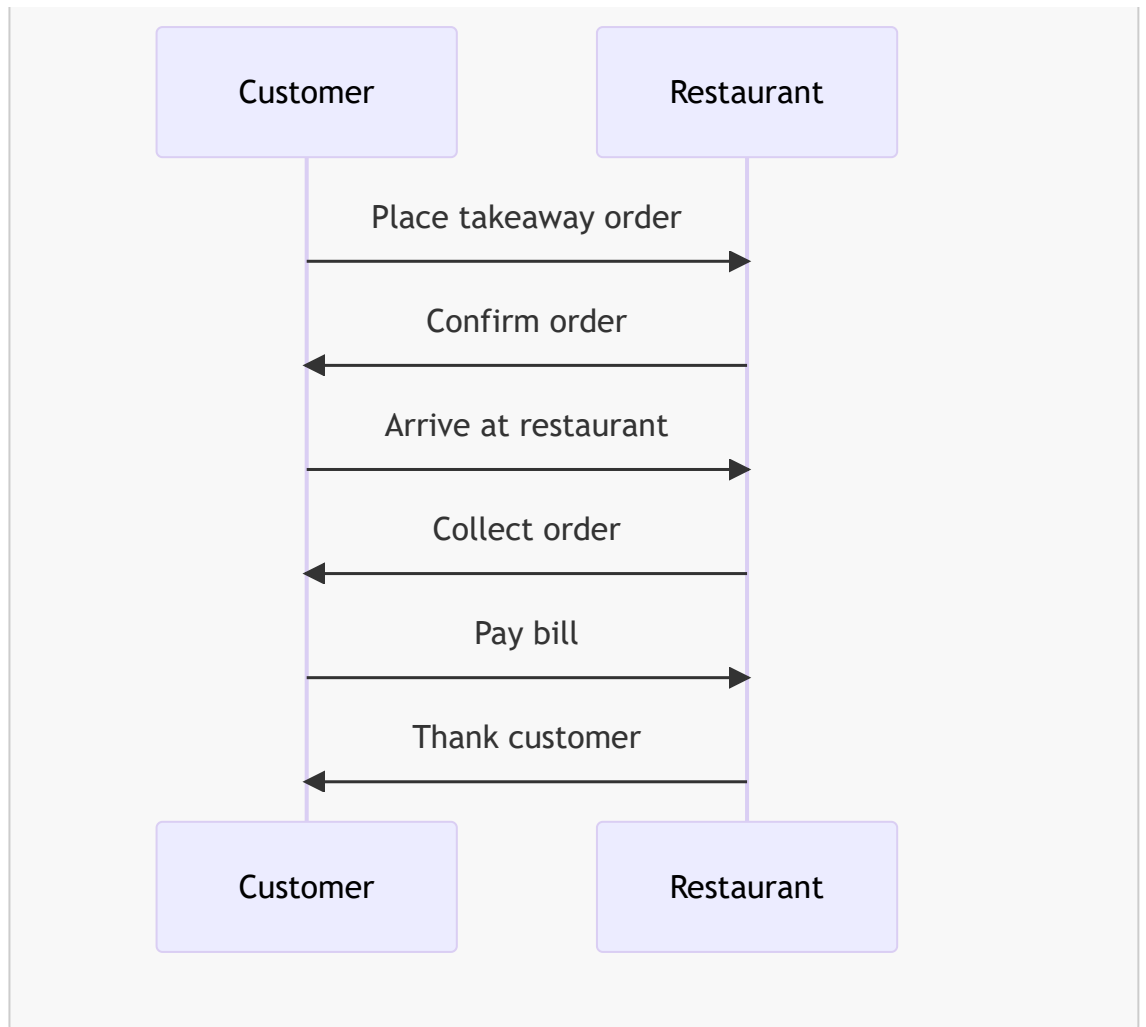 Customer
Restaurant
Place takeaway order
Confirm order
Arrive at restaurant
Collect order
Pay bill
Thank customer
Customer
Restaurant